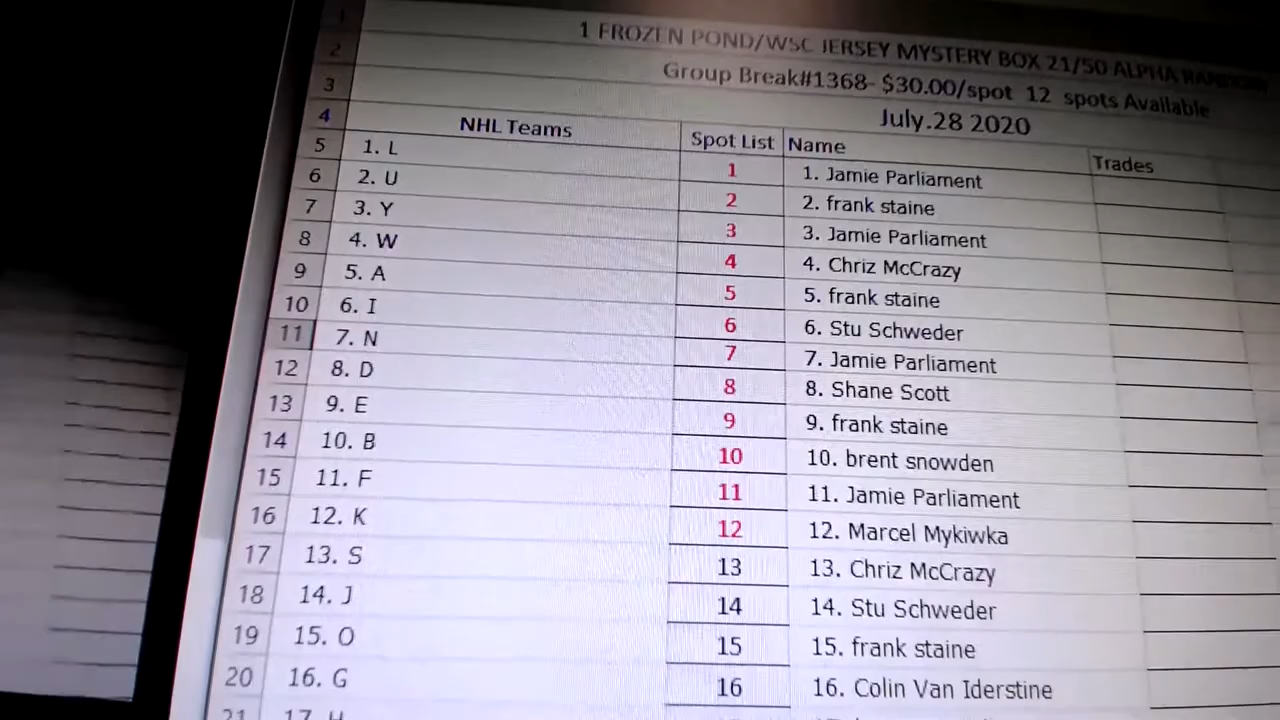 1 FROZEN POND/WSC JERSEY MYSTERY BOX 21/50 ALPHA RANDOM
Group Break#1368- $30.00/spot 12 spots Available
July.28 2020
NHL Teams Spot List Name Trades
1
2
3
4
5 1. L 1 1. Jamie Parliament
6 2. U 2 2. frank staine
7 3. Y 3 3. Jamie Parliament
8 4. W 4 4. Chriz McCrazy
9 5. A 5 5. frank staine
10 6. I 6 6. Stu Schweder
11 7. N 7 7. Jamie Parliament
12 8. D 8 8. Shane Scott
13 9. E 9 9. frank staine
14 10. B 10 10. brent snowden
15 11. F 11 11. Jamie Parliament
16 12. K 12 12. Marcel Mykiwka
17 13. S 13 13. Chriz McCrazy
18 14. J 14 14. Stu Schweder
19 15. O 15 15. frank staine
20 16. G 16 16. Colin Van Iderstine
21 17. H